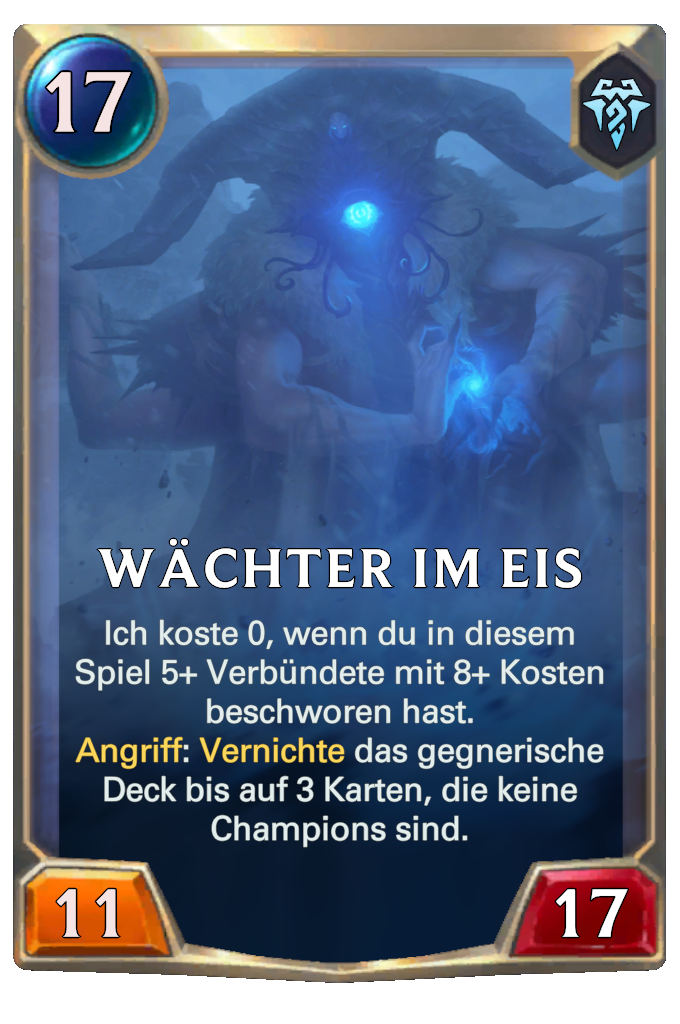 17
WÄCHTER IM EIS
Ich koste 0, wenn du in diesem
Spiel 5+ Verbündete mit 8+ Kosten
beschworen hast.
Angriff: Vernichte das gegnerische
Deck bis auf 3 Karten, die keine
Champions sind.
11
17